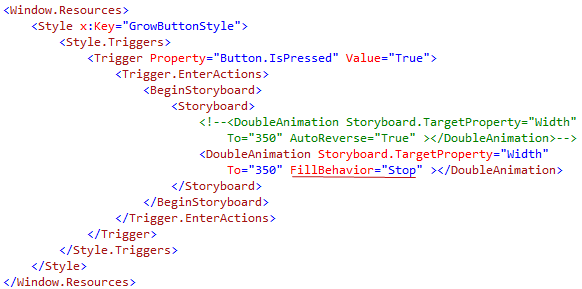 <Window.Resources>
<Style x:Key="GrowButtonStyle">
<Style.Triggers>
<Trigger Property="Button.IsPressed" Value="True">
<Trigger.EnterActions>
<BeginStoryboard>
<Storyboard>
<!--<DoubleAnimation Storyboard.TargetProperty="Width"
To="350" AutoReverse="True" ></DoubleAnimation>-->
<DoubleAnimation Storyboard.TargetProperty="Width"
To="350" FillBehavior="Stop" ></DoubleAnimation>
</Storyboard>
</BeginStoryboard>
</Trigger.EnterActions>
</Trigger>
</Style.Triggers>
</Style>
</Window.Resources>